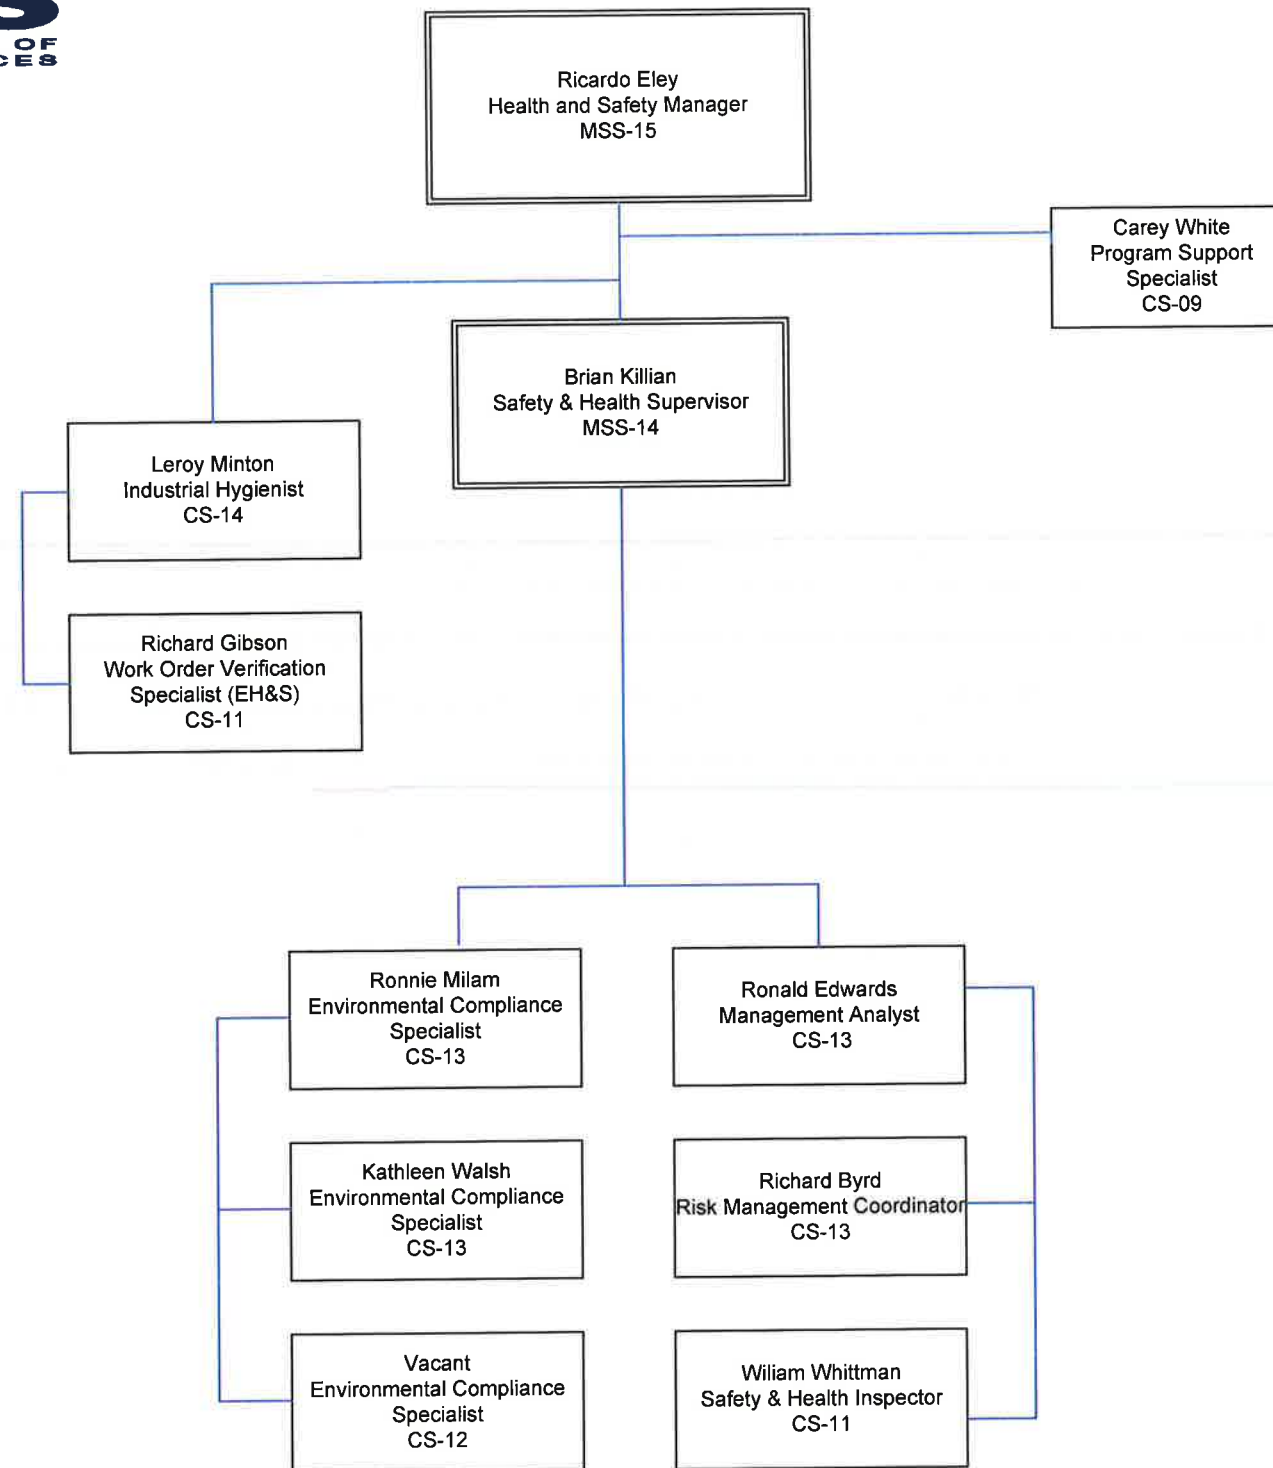 OF
Ricardo Eley
Health and Safety Manager
MSS-15
Carey White
Program Support
Specialist
CS-09
Brian Killian
Safety & Health Supervisor
MSS-14
Leroy Minton
Industrial Hygienist
CS-14
Richard Gibson
Work Order Verification
Specialist (EH&S)
CS-11
Ronnie Milam
Environmental Compliance
Specialist
CS-13
Ronald Edwards
Management Analyst
CS-13
Kathleen Walsh
Environmental Compliance
Specialist
CS-13
Richard Byrd
Risk Management Coordinator
CS-13
Vacant
Environmental Compliance
Specialist
CS-12
Wiliam Whittman
Safety & Health Inspector
CS-11